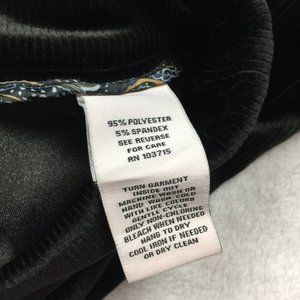 95% POLYESTER
5% SPANDEX
SEE REVERSE
FOR CARE
RN 103715
TURN GARMENT
INSIDE OUT
MACHINE WASH OR
HAND WASH COLD
WITH LIKE COLORS
GENTLE CYCLE
ONLY NON-CHLORINE
BLEACH WHEN NEEDED
HANG TO DRY
COOL IRON IF NEEDED
OR DRY CLEAN